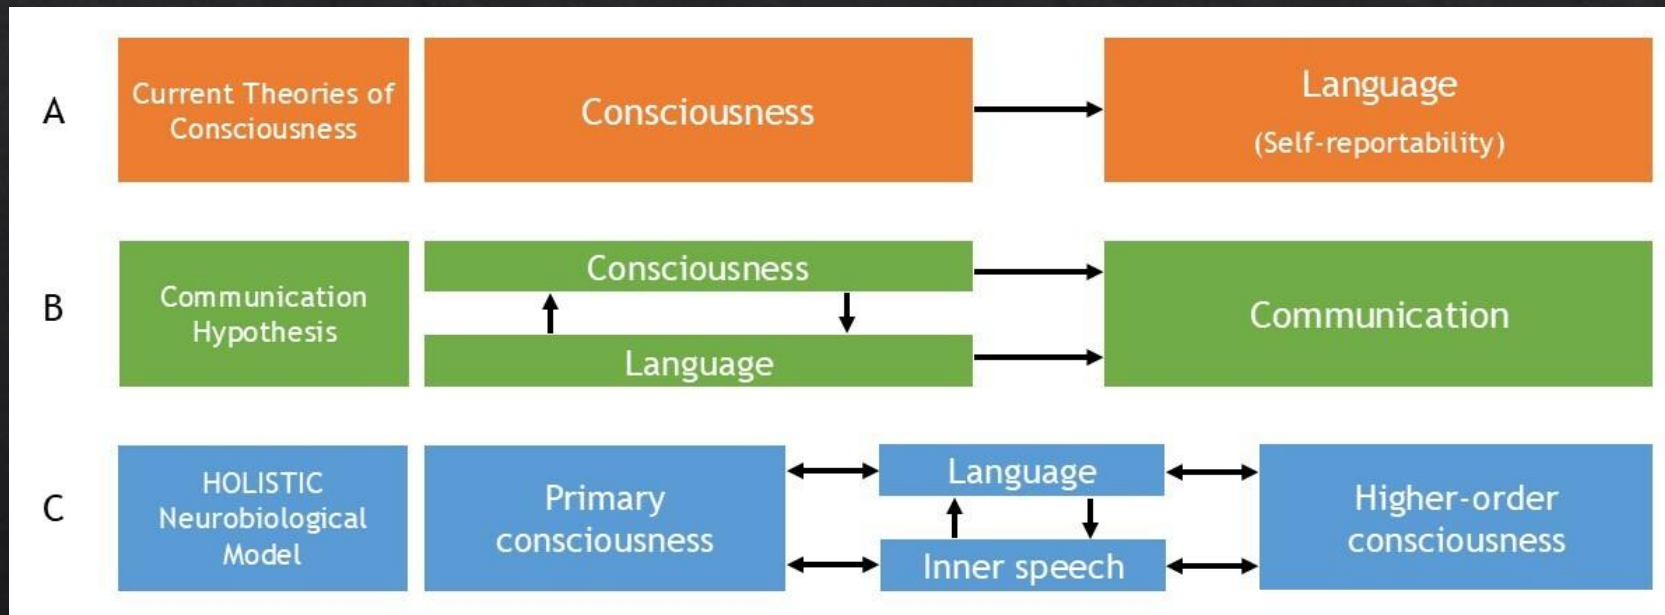 A
Current Theories of
Consciousness
Consciousness
Language
(Self-reportability)
B
Communication
Hypothesis
Consciousness
Language
Communication
C
HOLISTIC
Neurobiological
Model
Primary
consciousness
Language
Inner speech
Higher-order
consciousness